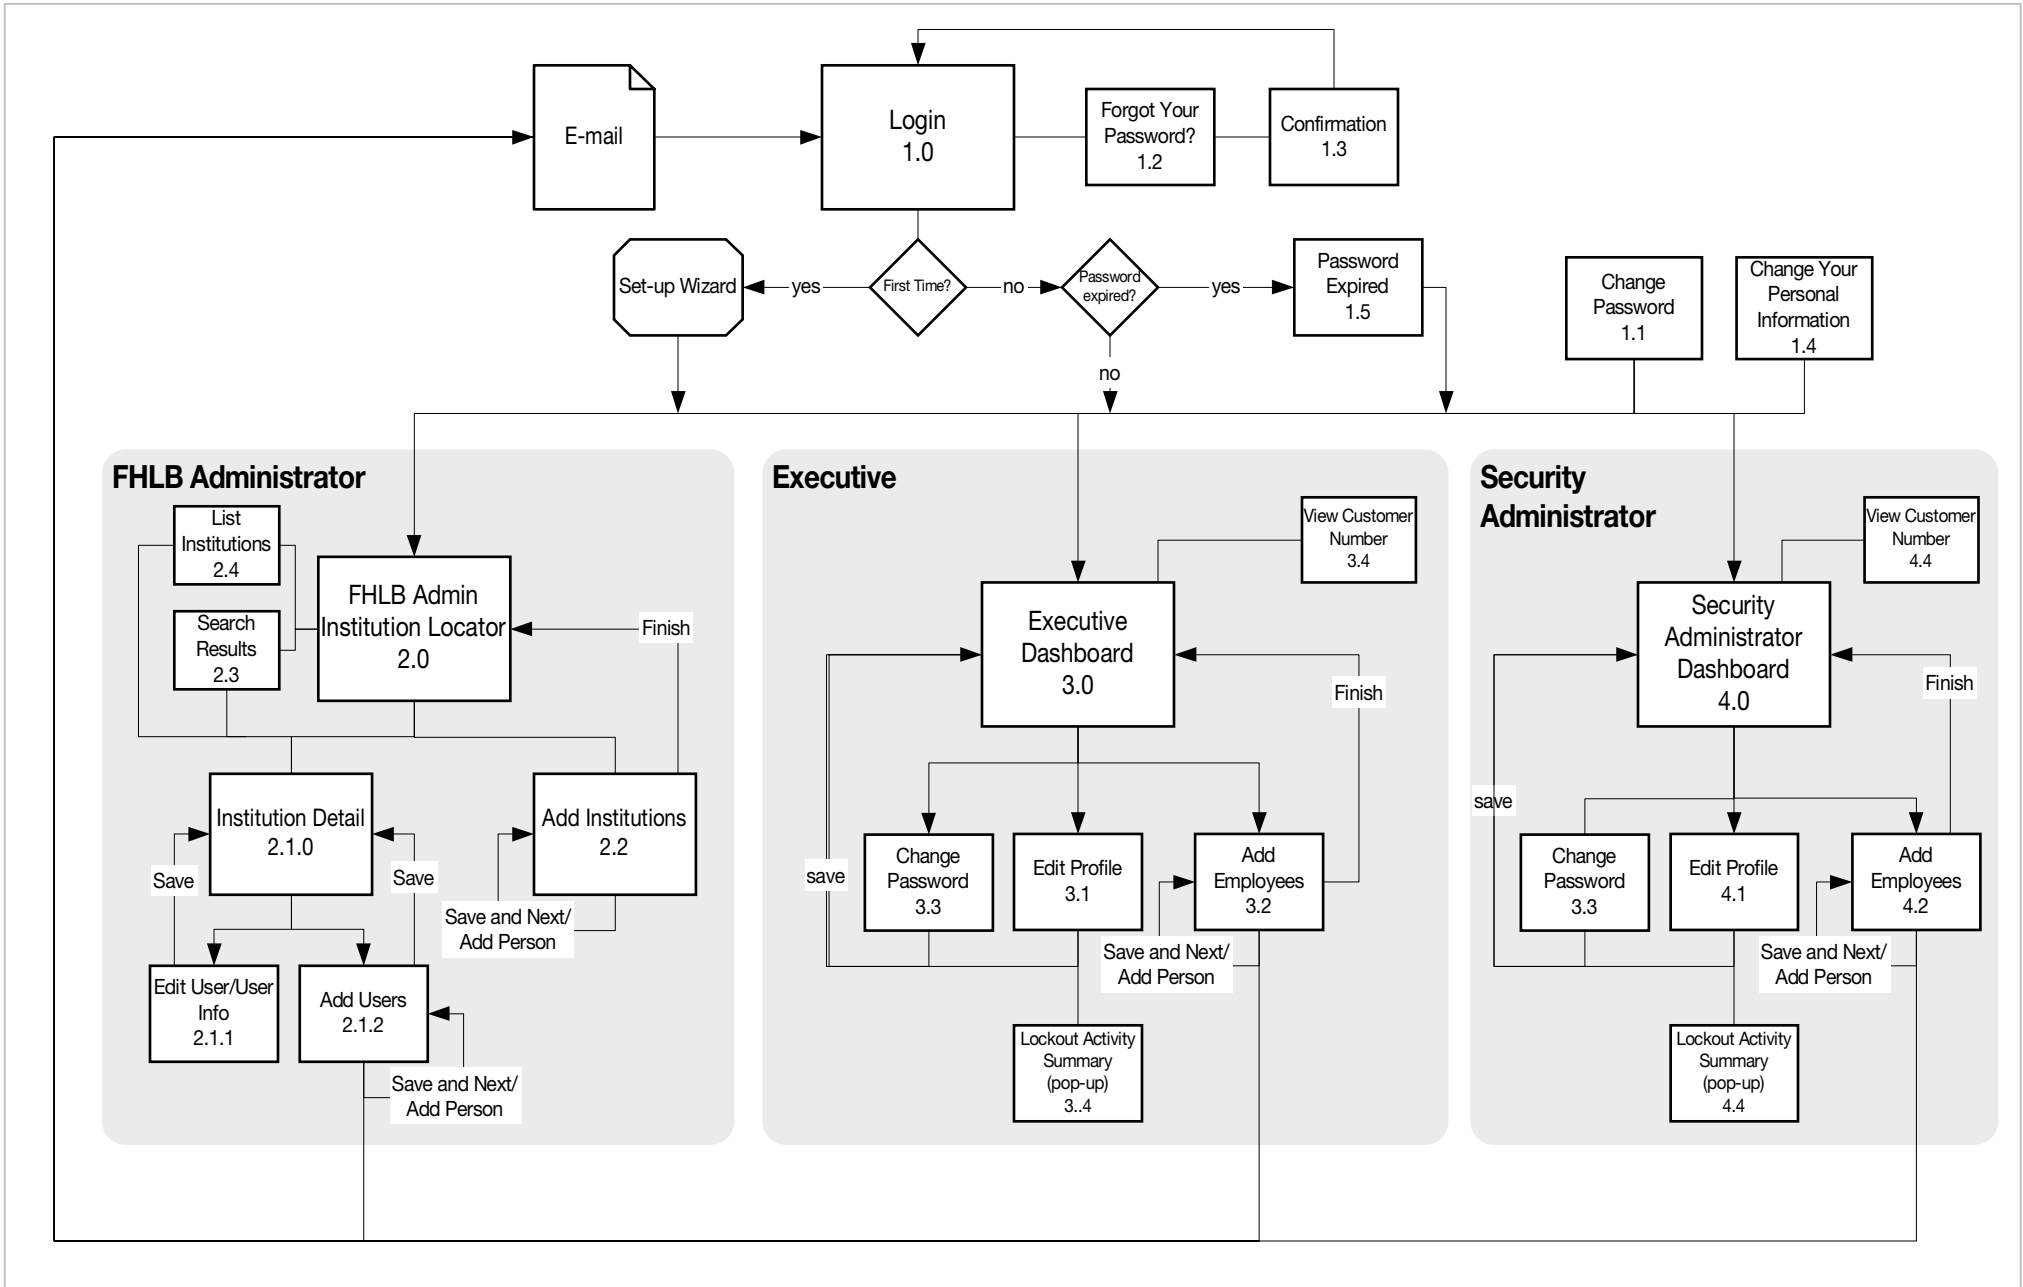 E-mail
Login
1.0
Forgot Your
Password?
1.2
Confirmation
1.3
Set-up Wizard
yes
First Time?
no
Password
expired?
yes
Password
Expired
1.5
no
Change
Password
1.1
Change Your
Personal
Information
1.4
FHLB Administrator
List
Institutions
2.4
Search
Results
2.3
FHLB Admin
Institution Locator
2.0
Finish
Institution Detail
2.1.0
Add Institutions
2.2
Save
Save
Save and Next/
Add Person
Edit User/User
Info
2.1.1
Add Users
2.1.2
Save and Next/
Add Person
Executive
View Customer
Number
3.4
Executive
Dashboard
3.0
Finish
save
Change
Password
3.3
Edit Profile
3.1
Add
Employees
3.2
Save and Next/
Add Person
Lockout Activity
Summary
(pop-up)
3..4
Security
Administrator
View Customer
Number
4.4
Security
Administrator
Dashboard
4.0
Finish
save
Change
Password
3.3
Edit Profile
4.1
Add
Employees
4.2
Save and Next/
Add Person
Lockout Activity
Summary
(pop-up)
4.4